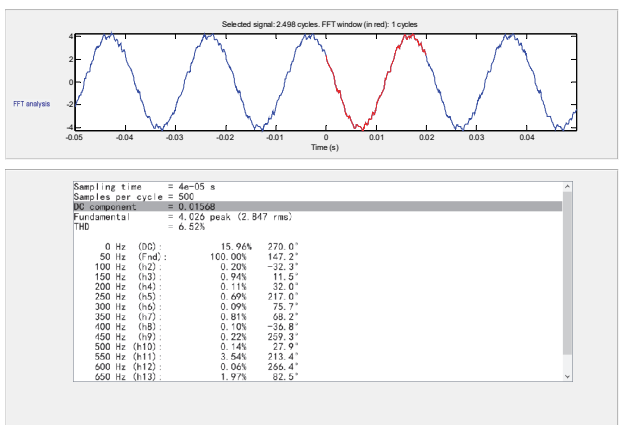 Selected signal: 2.498 cycles. FFT window (in red): 1 cycles
4
2
0
-2
-4
FFT analysis
-0.05 -0.04 -0.03 -0.02 -0.01 0 0.01 0.02 0.03 0.04
Time (s)
Sampling time = 4e-05 s
Samples per cycle = 500
DC component = 0.01568
Fundamental = 4.026 peak (2.847 rms)
THD = 6.52%
0 Hz (DC): 15.96% 270.0°
50 Hz (Fnd): 100.00% 147.2°
100 Hz (h2): 0.20% -32.3°
150 Hz (h3): 0.94% 11.5°
200 Hz (h4): 0.11% 32.0°
250 Hz (h5): 0.69% 217.0°
300 Hz (h6): 0.09% 75.7°
350 Hz (h7): 0.81% 68.2°
400 Hz (h8): 0.10% -36.8°
450 Hz (h9): 0.22% 259.3°
500 Hz (h10): 0.14% 27.9°
550 Hz (h11): 3.54% 213.4°
600 Hz (h12): 0.06% 266.4°
650 Hz (h13): 1.97% 82.5°